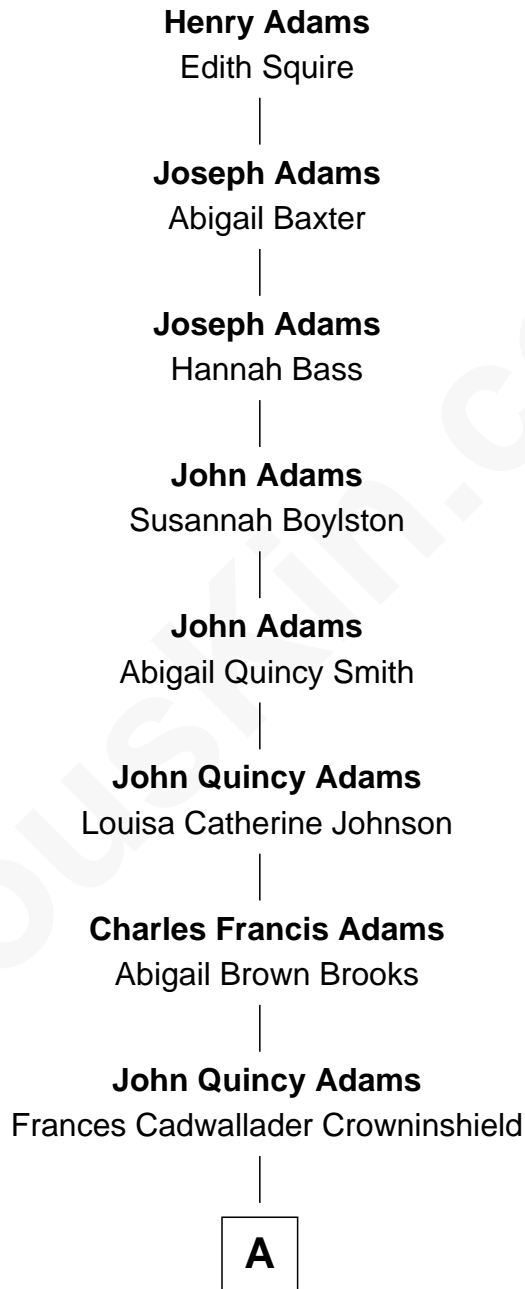 Henry Adams
Edith Squire
Joseph Adams
Abigail Baxter
Joseph Adams
Hannah Bass
John Adams
Susannah Boylston
John Adams
Abigail Quincy Smith
John Quincy Adams
Louisa Catherine Johnson
Charles Francis Adams
Abigail Brown Brooks
John Quincy Adams
Frances Cadwallader Crowninshield
A